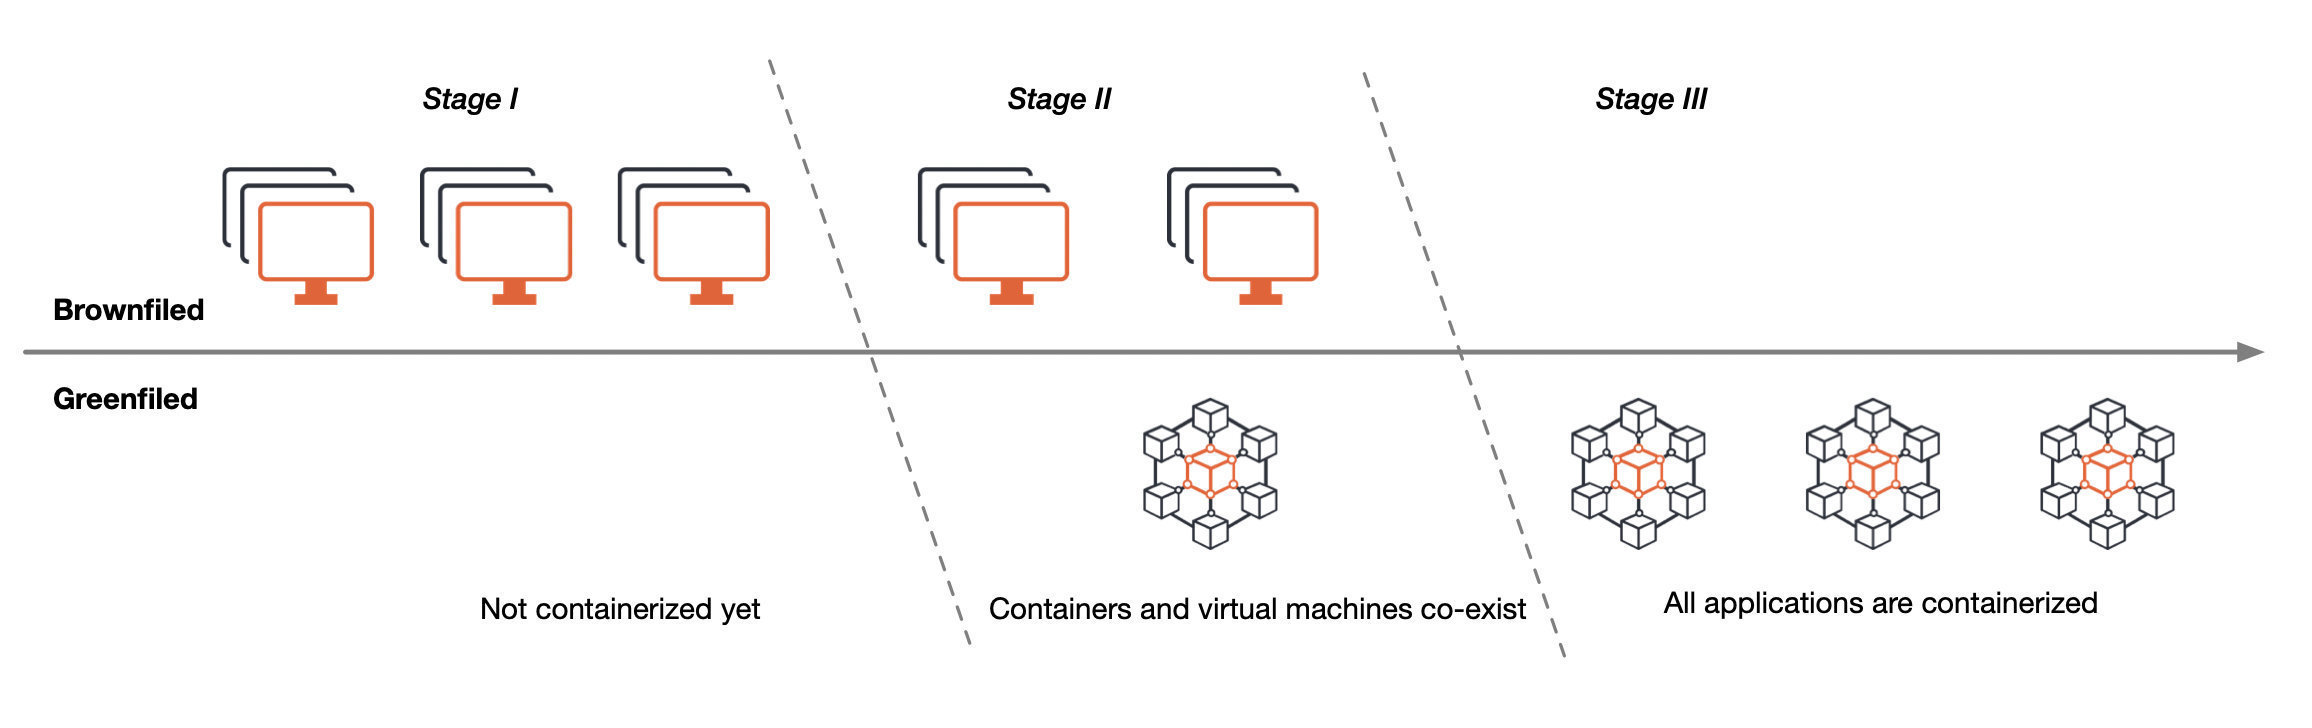 Stage I
Stage II
Stage III
Brownfiled
Greenfiled
Not containerized yet
Containers and virtual machines co-exist
All applications are containerized